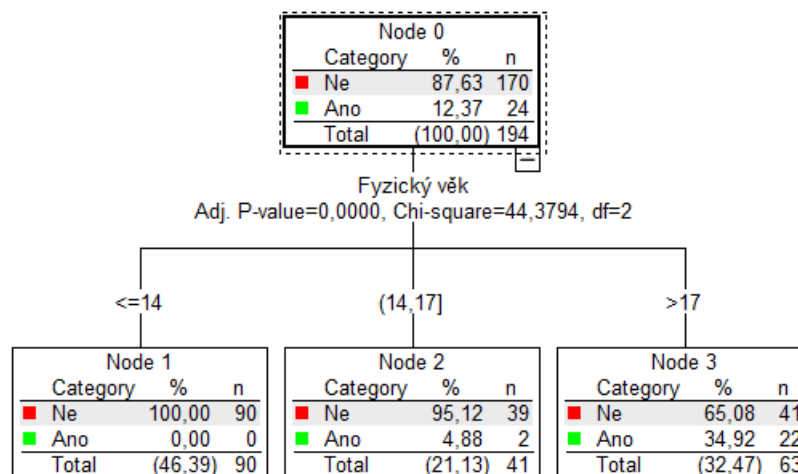 Node 0
Category % n
Ne 87,63 170
Ano 12,37 24
Total (100,00) 194
Fyzický věk
Adj. P-value=0,0000, Chi-square=44,3794, df=2
<=14 (14,17] >17
Node 1 Node 2 Node 3
Category % n Category % n Category % n
Ne 100,00 90 Ne 95,12 39 Ne 65,08 41
Ano 0,00 0 Ano 4,88 2 Ano 34,92 22
Total (46,39) 90 Total (21,13) 41 Total (32,47) 63